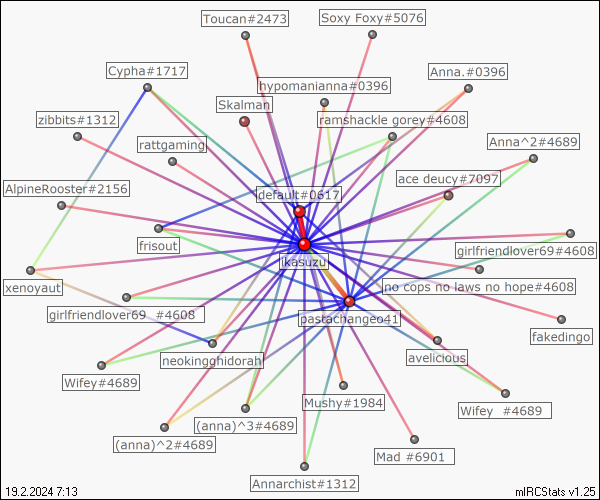 Toucan#2473
Soxy Foxy#5076
Cypha#1717
Anna.#0396
hypomanianna#0396
Skalman
zibbits#1312
ramshackle gorey#4608
rattgaming
Anna^2#4689
ace deucy#7097
AlpineRooster#2156
default#0617
frisout
girlfriendlover69#4608
ikesuzu
xenoyaut
no cops no laws no hope#4608
girlfriendlover69_#4608
pastachangeo41
fakedingo
neokingghidorah
avelicious
Wifey#4689
Mushy#1984
Wifey  #4689
(anna)^3#4689
(anna)^2#4689
Mad #6901
Annarchist#1312
19.2.2024 7:13
mIRCStats v1.25